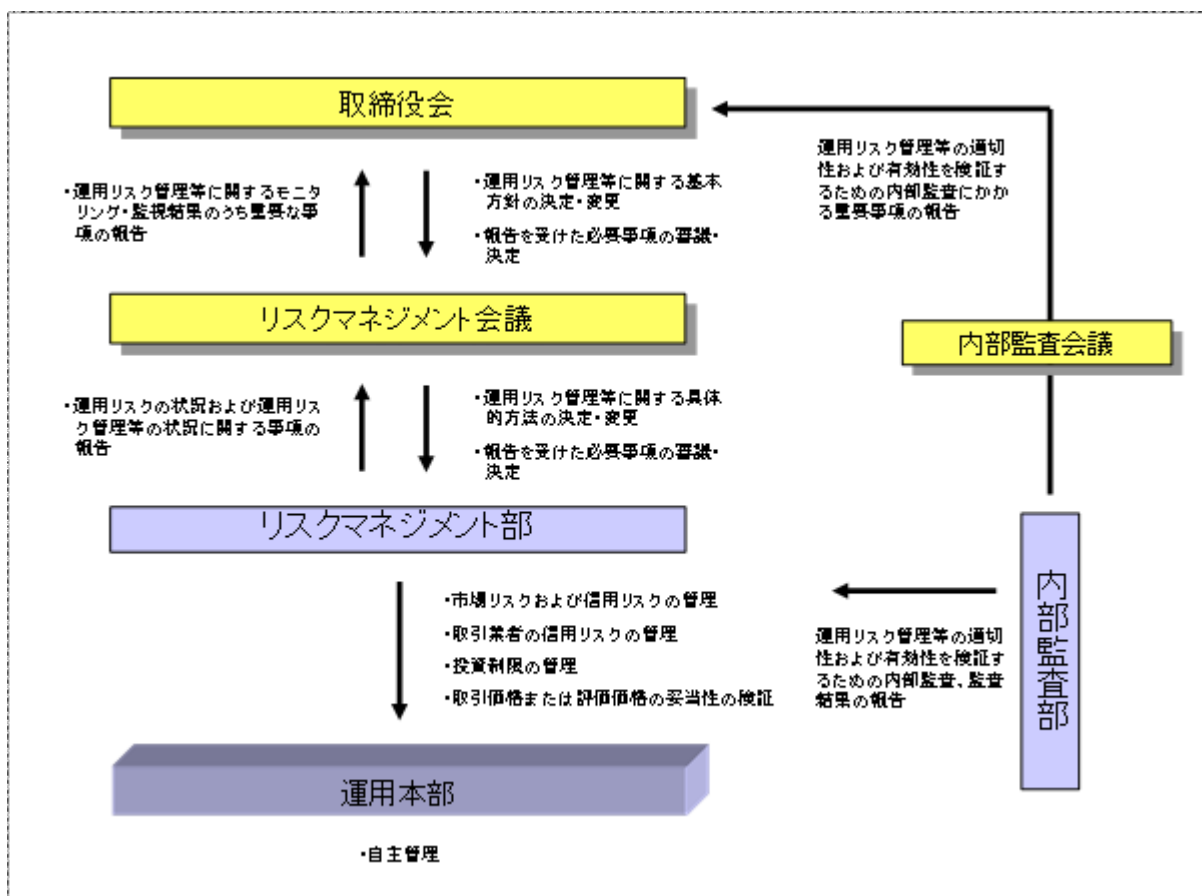 取締役会
・運用リスク管理等に関するモニタ
リング・監視結果のうち重要な事
項の報告
・運用リスク管理等に関する基本
方針の決定・変更
・報告を受けた必要事項の審議・
決定
運用リスク管理等の適切
性および有効性を検証す
るための内部監査にかか
る重要事項の報告
リスクマネジメント会議
内部監査会議
・運用リスクの状況および運用リス
ク管理等の状況に関する事項の
報告
・運用リスク管理等に関する具体
的方法の決定・変更
・報告を受けた必要事項の審議・
決定
リスクマネジメント部
内部監査部
・市場リスクおよび信用リスクの管理
・取引業者の信用リスクの管理
・投資制限の管理
・取引価格または評価価格の妥当性の検証
運用リスク管理等の適切
性および有効性を検証す
るための内部監査、監査
結果の報告
運用本部
・自主管理